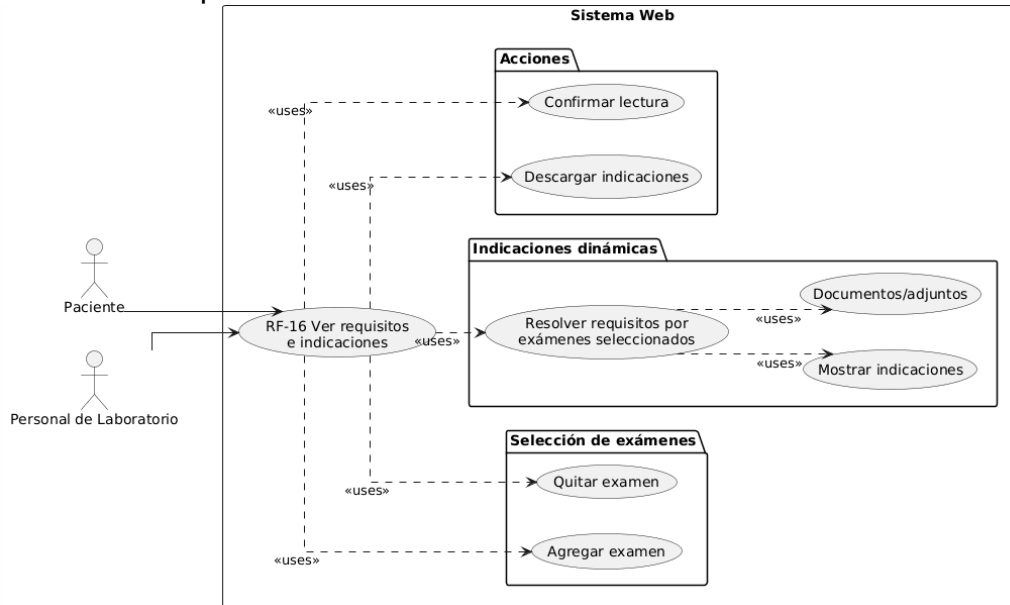 Sistema Web
Acciones
Confirmar lectura
«uses»
Descargar indicaciones
«uses»
Indicaciones dinámicas
Documentos/adjuntos
«uses»
Resolver requisitos por
exámenes seleccionados
Mostrar indicaciones
«uses»
Paciente
RF-16 Ver requisitos
e indicaciones
«uses»
Personal de Laboratorio
Selección de exámenes
Quitar examen
«uses»
Agregar examen
«uses»